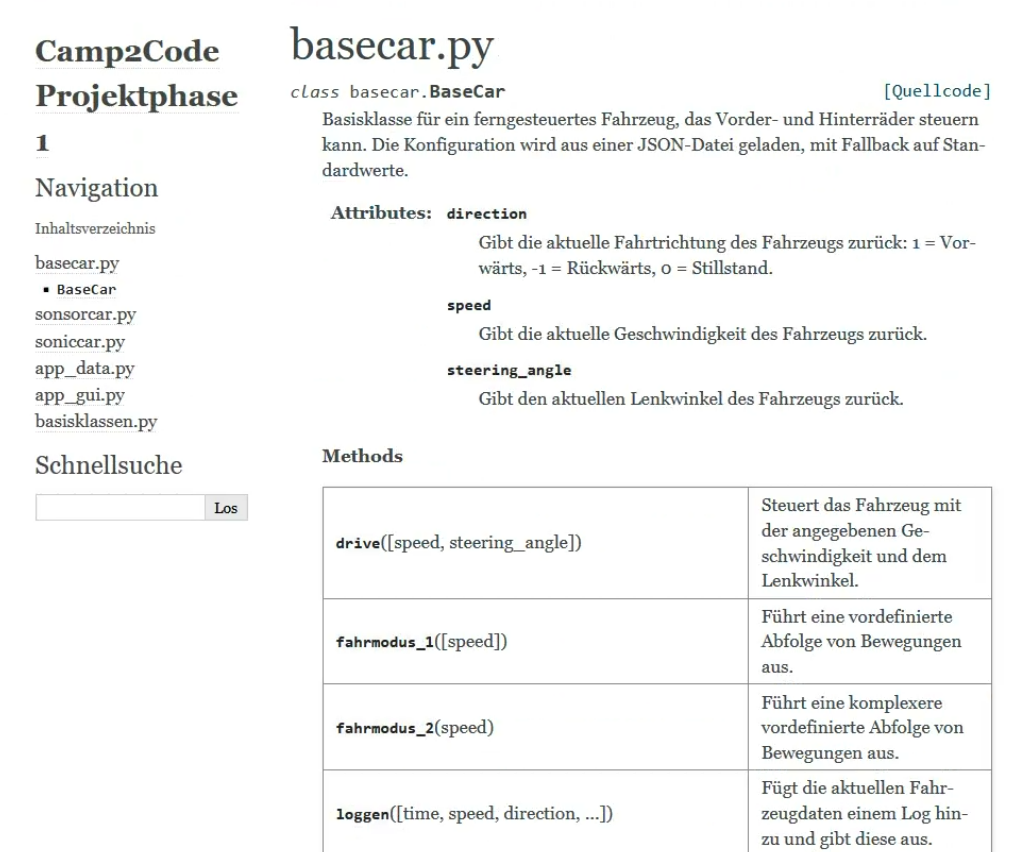 Camp2Code
Projektphase
1
Navigation
Inhaltsverzeichnis
basecar.py
▪ BaseCar
sonsorcar.py
soniccar.py
app_data.py
app_gui.py
basisklassen.py
Schnellsuche
Los
basecar.py
class basecar.BaseCar [Quellcode]
Basisklasse für ein ferngesteuertes Fahrzeug, das Vorder- und Hinterräder steuern
kann. Die Konfiguration wird aus einer JSON-Datei geladen, mit Fallback auf Stan-
dardwerte.
Attributes: direction
Gibt die aktuelle Fahrtrichtung des Fahrzeugs zurück: 1 = Vor-
wärts, -1 = Rückwärts, 0 = Stillstand.
speed
Gibt die aktuelle Geschwindigkeit des Fahrzeugs zurück.
steering_angle
Gibt den aktuellen Lenkwinkel des Fahrzeugs zurück.
Methods
drive([speed, steering_angle])
Steuert das Fahrzeug mit
der angegebenen Ge-
schwindigkeit und dem
Lenkwinkel.
fahrmodus_1([speed])
Führt eine vordefinierte
Abfolge von Bewegungen
aus.
fahrmodus_2(speed)
Führt eine komplexere
vordefinierte Abfolge von
Bewegungen aus.
loggen([time, speed, direction, ...])
Fügt die aktuellen Fahr-
zeugdaten einem Log hin-
zu und gibt diese aus.